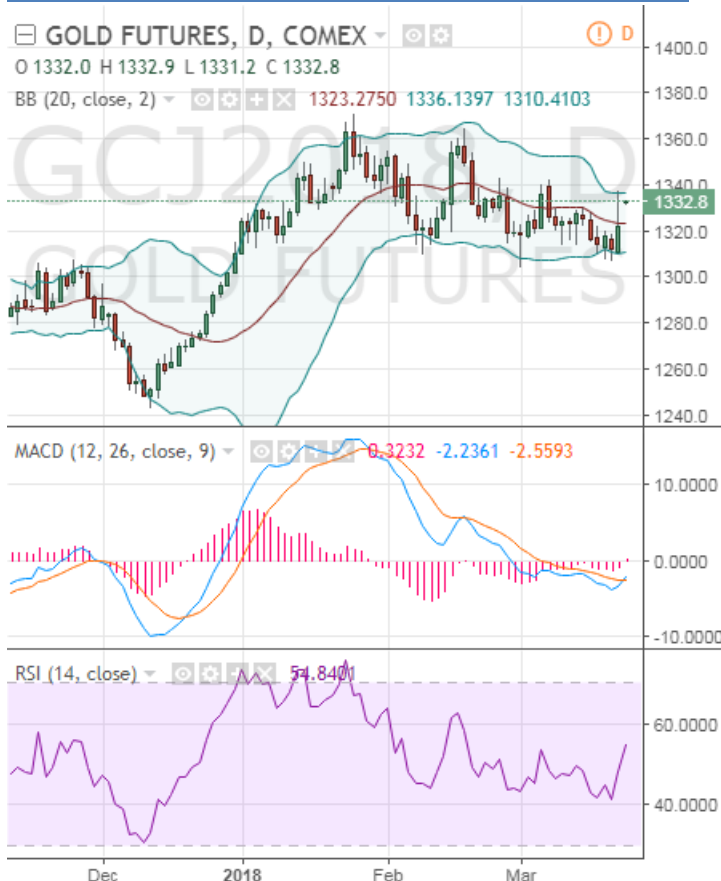 GOLD FUTURES, D, COMEX
D
O 1332.0 H 1332.9 L 1331.2 C 1332.8
BB (20, close, 2) 1323.2750 1336.1397 1310.4103
GCJ2018, D
GOLD FUTURES
1400.0
1380.0
1360.0
1340.0
1332.8
1320.0
1300.0
1280.0
1260.0
1240.0
MACD (12, 26, close, 9) 0.3232 -2.2361 -2.5593
10.0000
0.0000
-10.0000
RSI (14, close) 54.8401
60.0000
40.0000
Dec 2018 Feb Mar